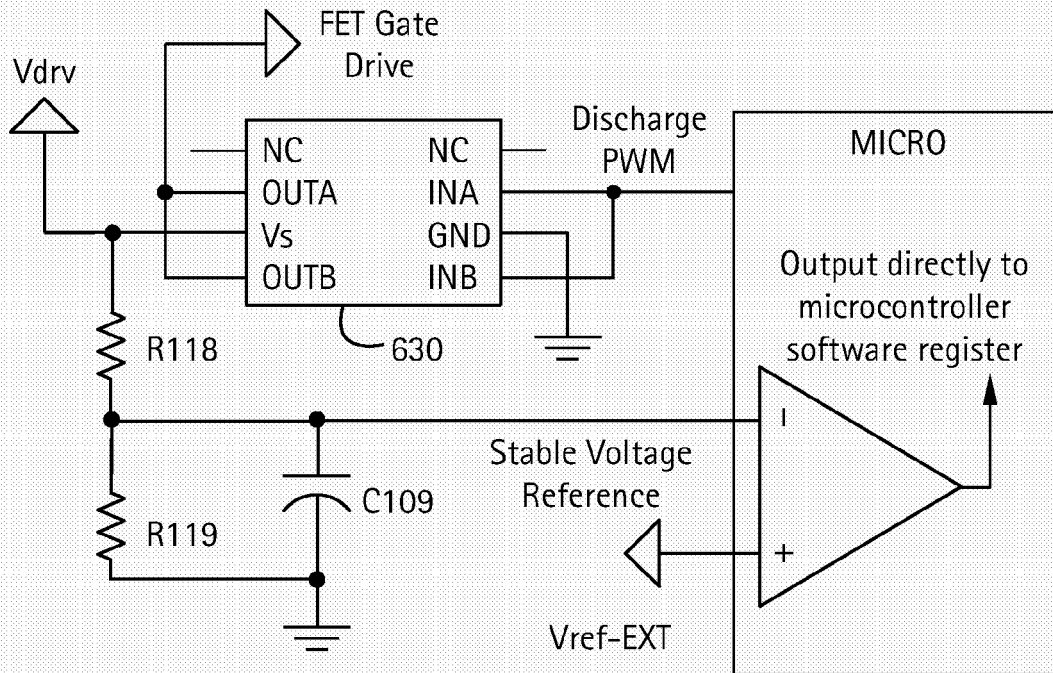 FET Gate
Drive
Vdrv
Discharge
PWM
MICRO
NC
NC
OUTA
INA
Vs
GND
OUTB
INB
630
R118
Output directly to
microcontroller
software register
Stable Voltage
Reference
C109
R119
Vref-EXT
–
+